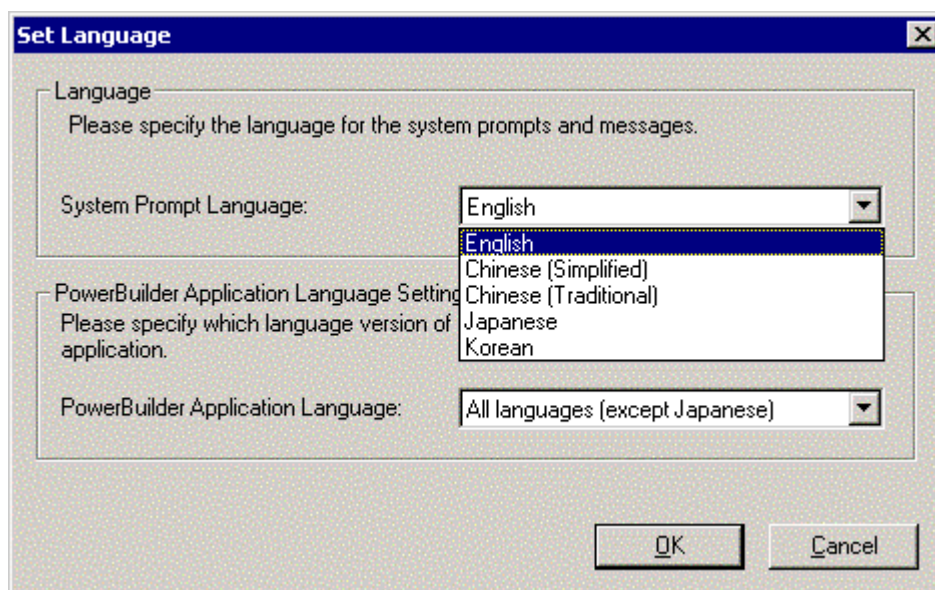 Set Language
Language
Please specify the language for the system prompts and messages.
System Prompt Language:
English
English
Chinese (Simplified)
Chinese (Traditional)
Japanese
Korean
PowerBuilder Application Language Setting
Please specify which language version of
application.
PowerBuilder Application Language:
All languages (except Japanese)
OK
Cancel